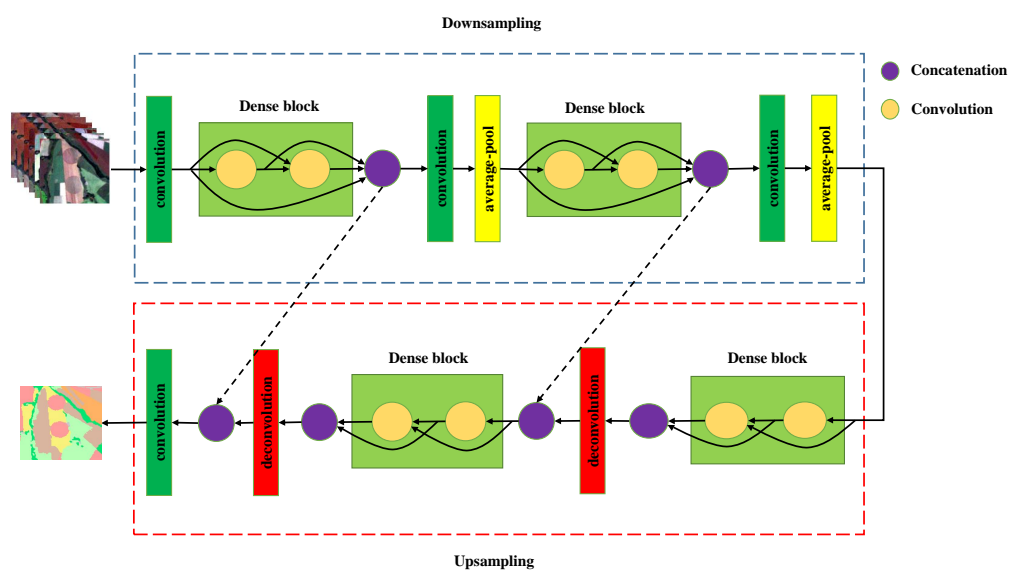 Downsampling
Concatenation
Convolution
Dense block
Dense block
convolution
convolution
average-pool
convolution
average-pool
Dense block
Dense block
convolution
deconvolution
deconvolution
Upsampling